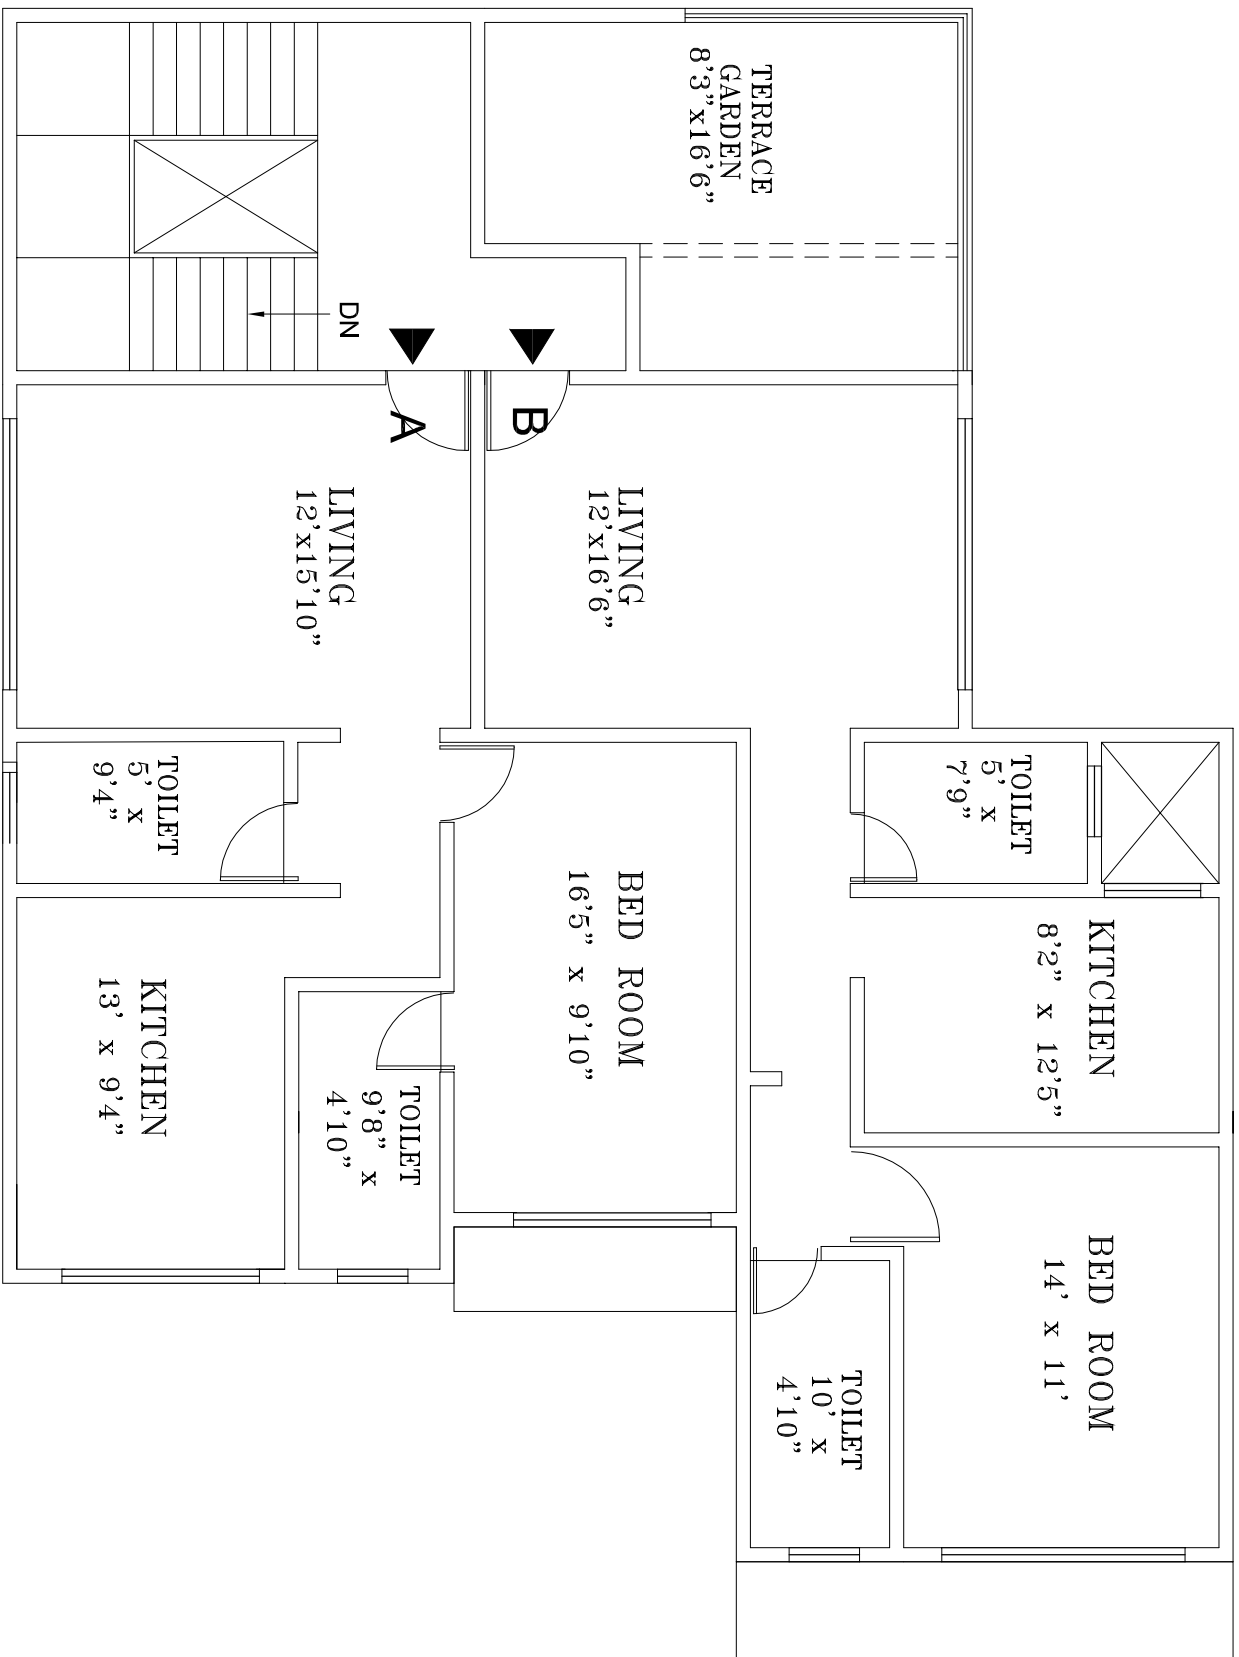 TERRACE
GARDEN
8'3"x16'6"
DN
A
B
LIVING
12'x15'10"
LIVING
12'x16'6"
TOILET
5' x
9'4"
TOILET
5' x
7'9"
BED ROOM
16'5" x 9'10"
KITCHEN
8'2" x 12'5"
KITCHEN
13' x 9'4"
TOILET
9'8" x
4'10"
BED ROOM
14' x 11'
TOILET
10' x
4'10"